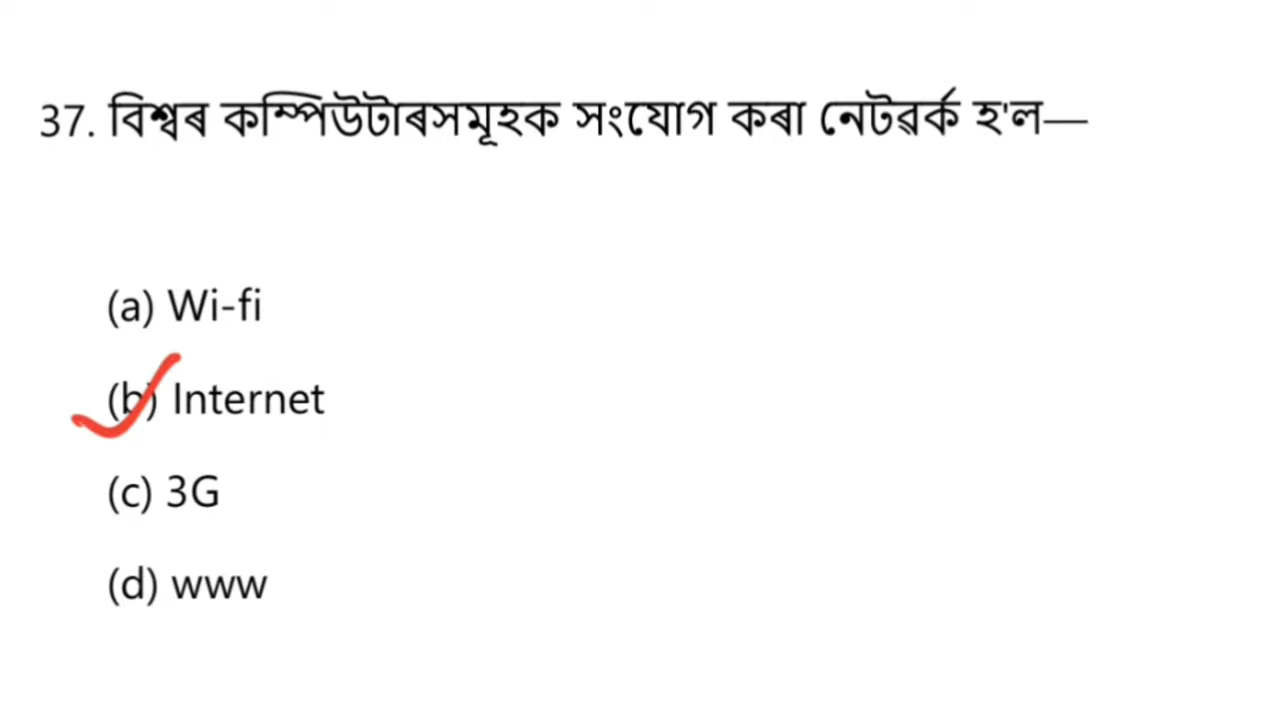 37. বিশ্বৰ কম্পিউটাৰসমূহক সংযোগ কৰা নেটৱৰ্ক হ'ল—
(a) Wi-fi
(b) Internet
(c) 3G
(d) www